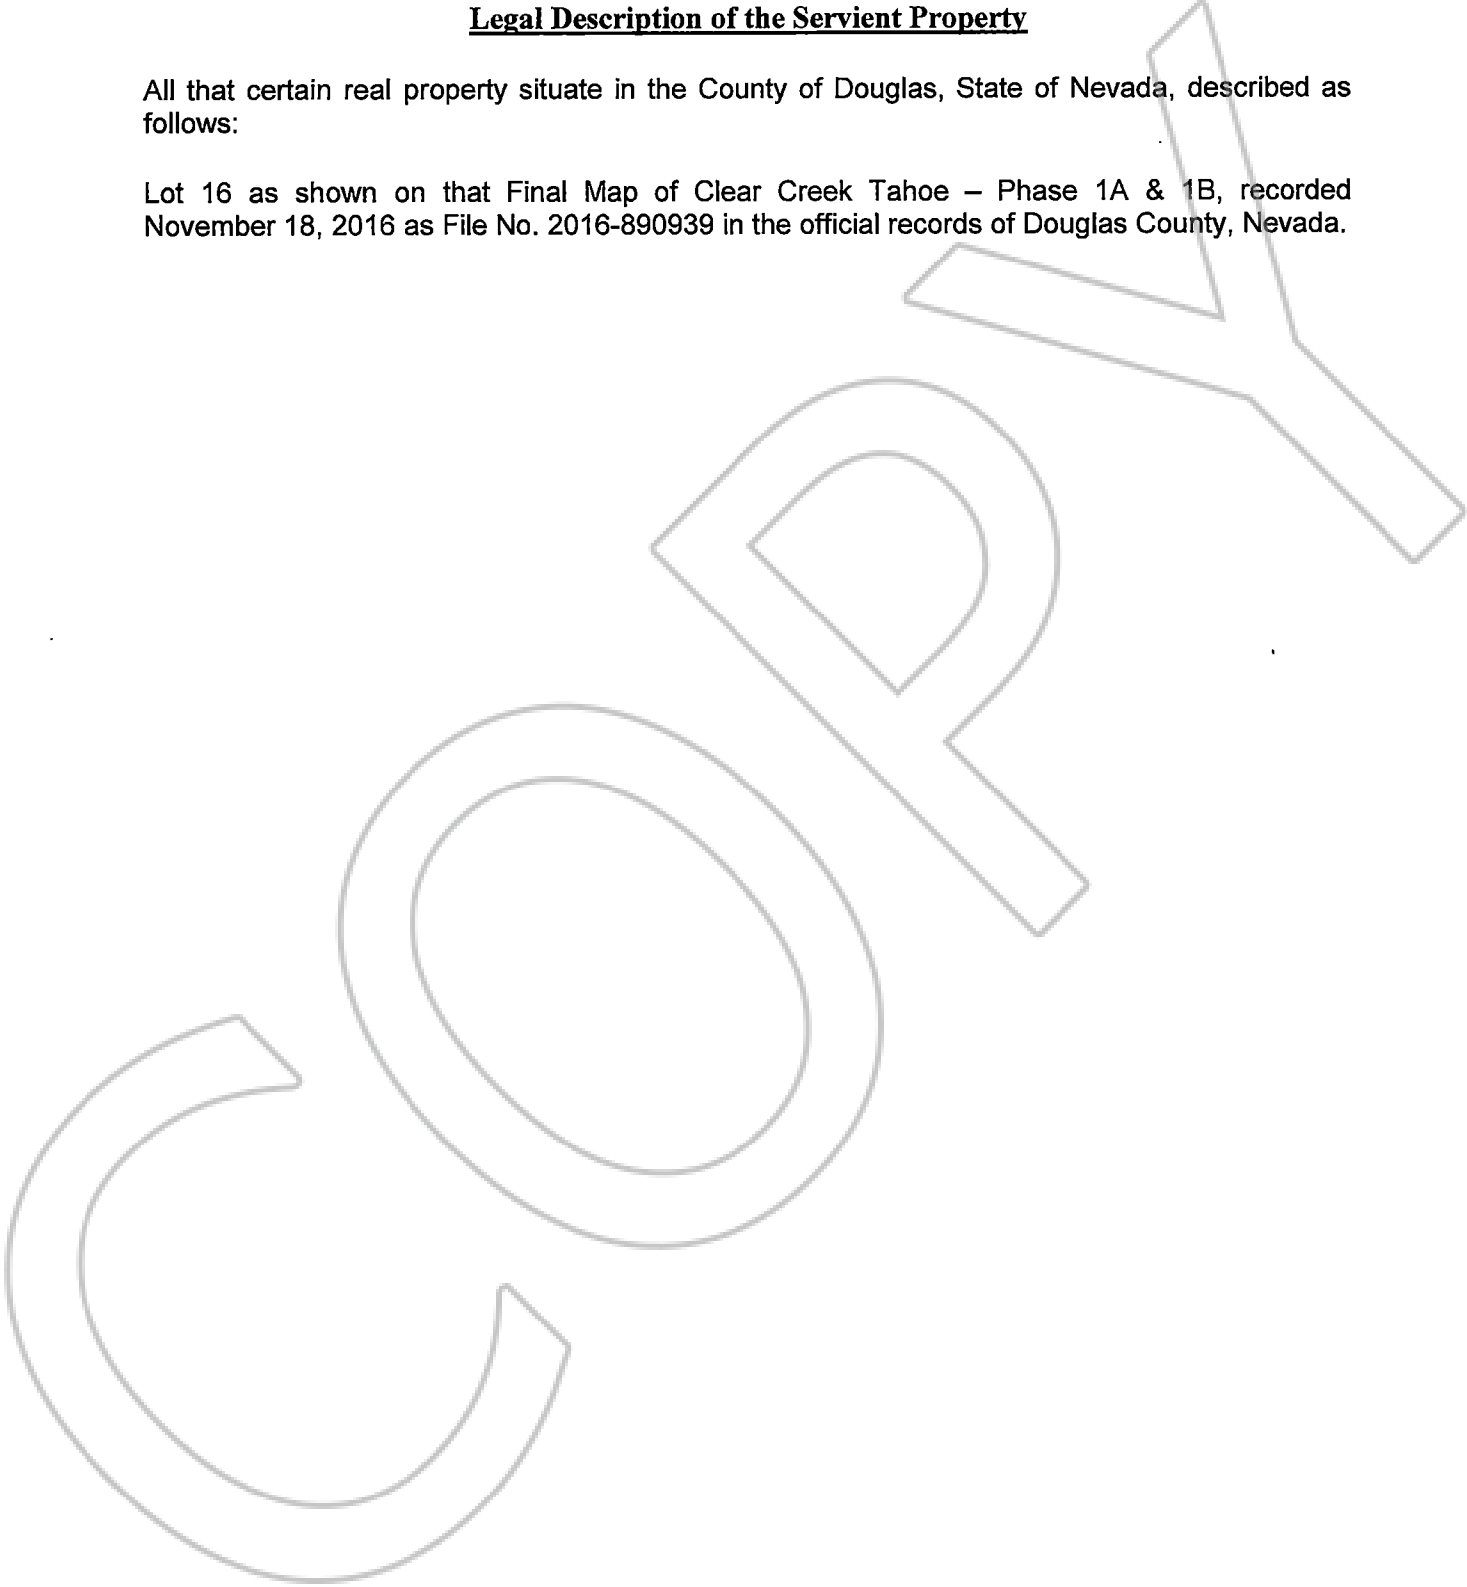 Legal Description of the Servient Property
All that certain real property situate in the County of Douglas, State of Nevada, described as
follows:
Lot 16 as shown on that Final Map of Clear Creek Tahoe – Phase 1A & 1B, recorded
November 18, 2016 as File No. 2016-890939 in the official records of Douglas County, Nevada.
COPY